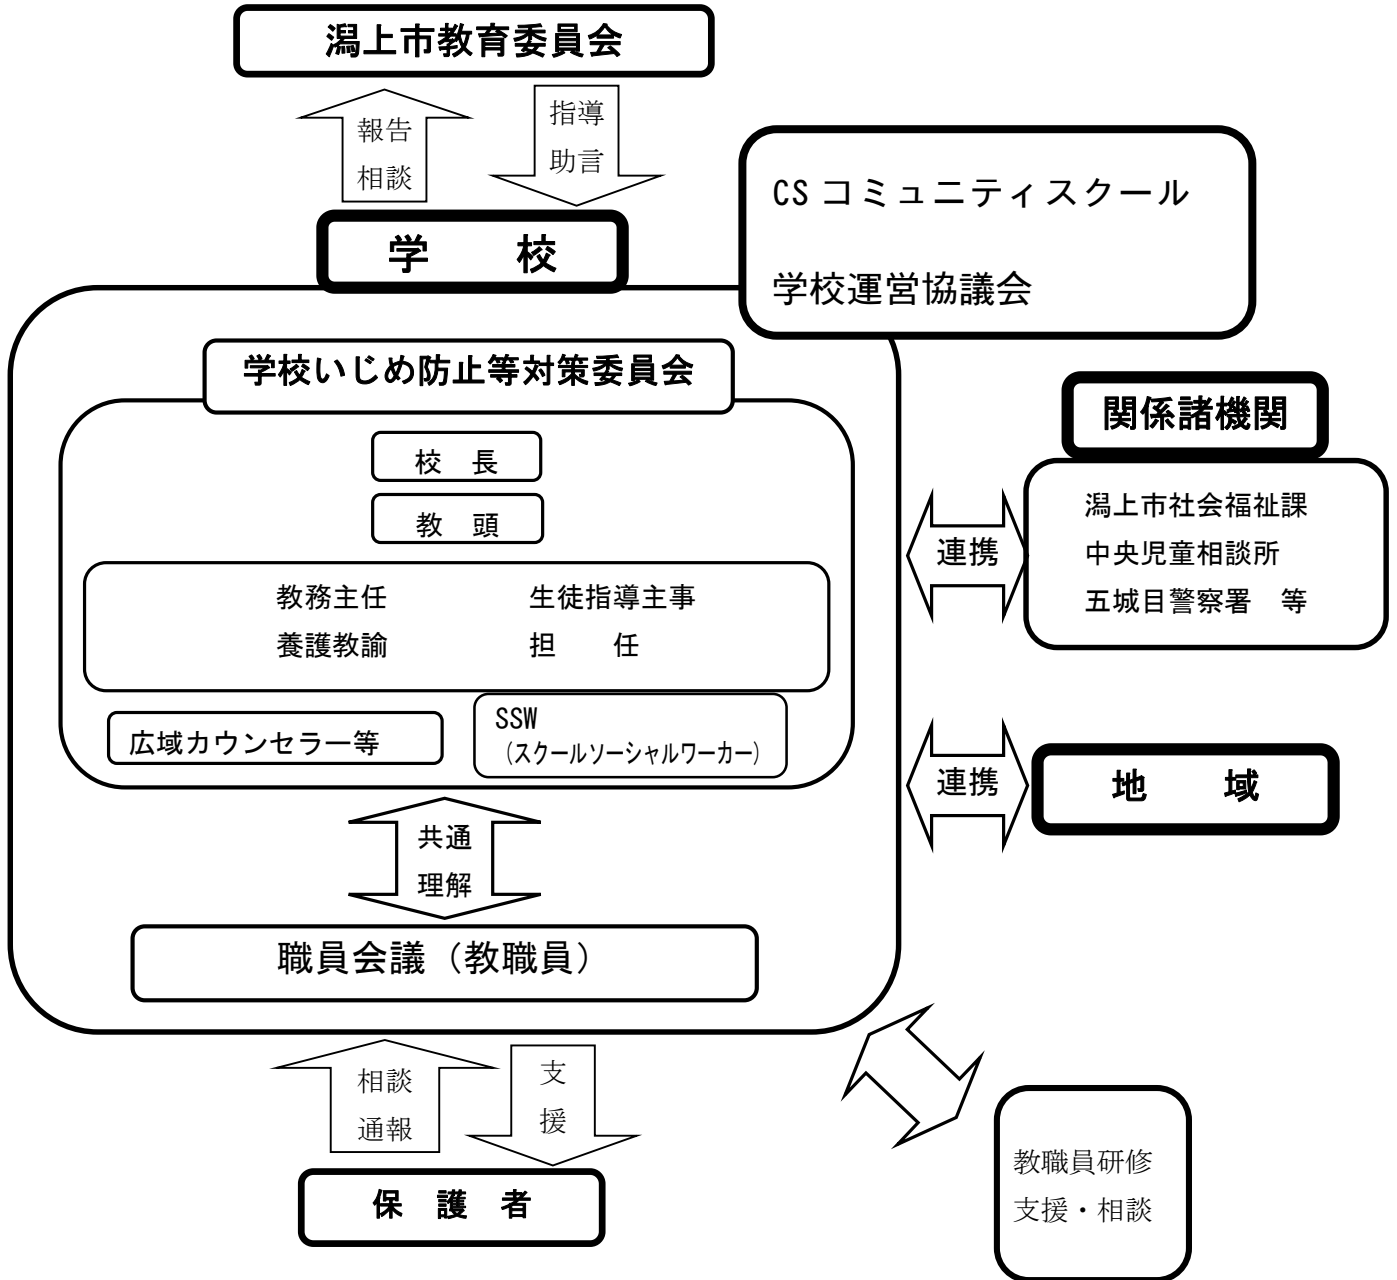 潟上市教育委員会
報告
相談
指導
助言
CSコミュニティスクール
学校運営協議会
学　校
学校いじめ防止等対策委員会
校　長
教　頭
教務主任　生徒指導主事
養護教諭　担　任
広域カウンセラー等
SSW
（スクールソーシャルワーカー）
共通
理解
職員会議（教職員）
関係諸機関
潟上市社会福祉課
中央児童相談所
五城目警察署　等
連携
連携
地　域
相談
通報
支
援
保　護　者
教職員研修
支援・相談